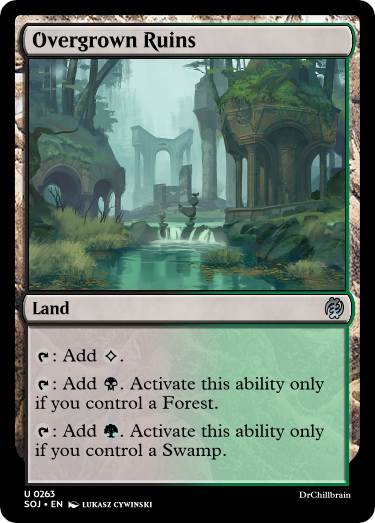 Overgrown Ruins
Land
: Add .
: Add . Activate this ability only
if you control a Forest.
: Add . Activate this ability only
if you control a Swamp.
U 0263
SOJ • EN LUKASZ CYWINSKI
DrChillbrain